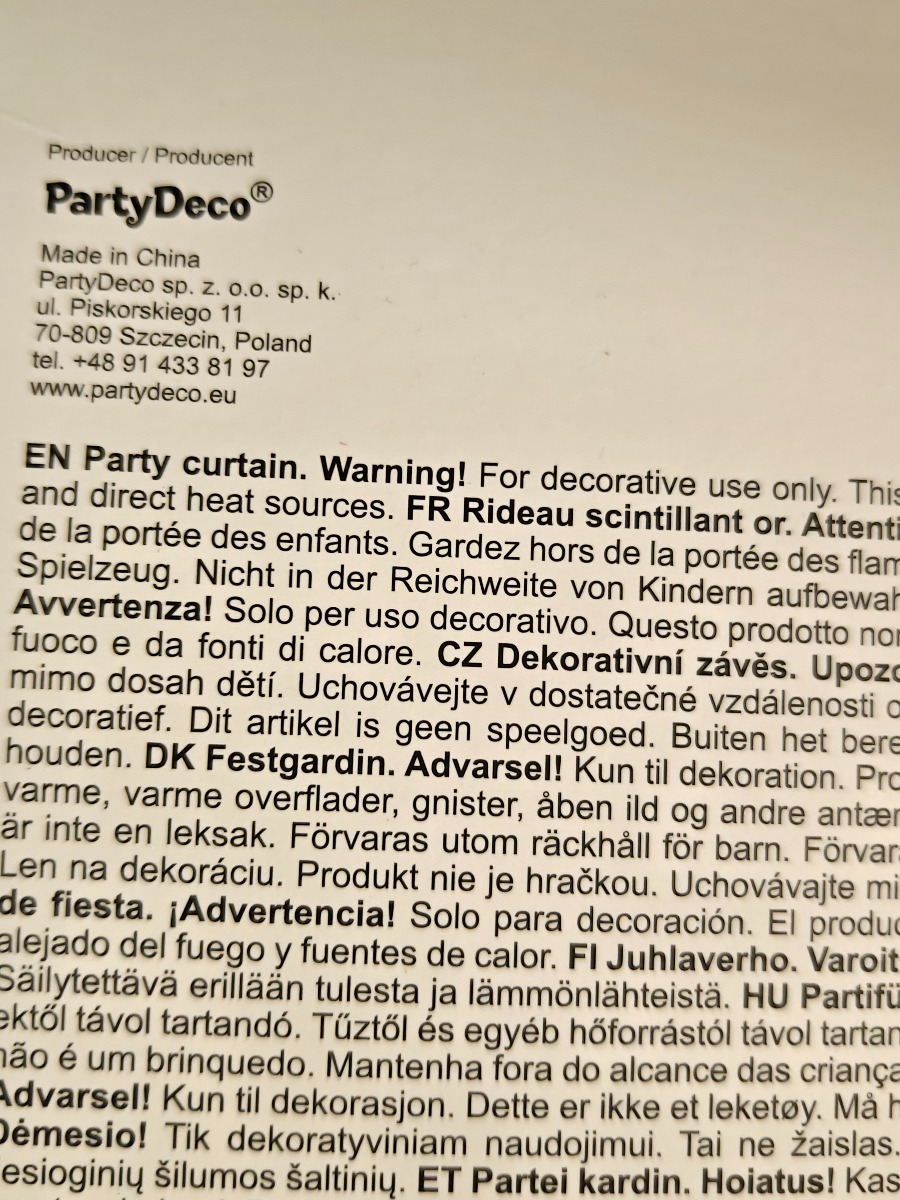 Producer / Producent
PartyDeco®
Made in China
PartyDeco sp. z. o.o. sp. k.
ul. Piskorskiego 11
70-809 Szczecin, Poland
tel. +48 91 433 81 97
www.partydeco.eu
EN Party curtain. Warning! For decorative use only. This
and direct heat sources. FR Rideau scintillant or. Attenti
de la portée des enfants. Gardez hors de la portée des flam
Spielzeug. Nicht in der Reichweite von Kindern aufbewah
Avvertenza! Solo per uso decorativo. Questo prodotto non
fuoco e da fonti di calore. CZ Dekorativní závěs. Upozo
mimo dosah dětí. Uchovávejte v dostatečné vzdálenosti o
decoratief. Dit artikel is geen speelgoed. Buiten het bere
houden. DK Festgardin. Advarsel! Kun til dekoration. Pro
varme, varme overflader, gnister, åben ild og andre antæn
är inte en leksak. Förvaras utom räckhåll för barn. Förvara
Len na dekoráciu. Produkt nie je hračkou. Uchovávajte mi
de fiesta. ¡Advertencia! Solo para decoración. El produc
alejado del fuego y fuentes de calor. FI Juhlaverho. Varoit
Säilytettävä erillään tulesta ja lämmönlähteistä. HU Partifü
ektől távol tartandó. Tűztől és egyéb hőforrástól távol tartan
não é um brinquedo. Mantenha fora do alcance das criança
Advarsel! Kun til dekorasjon. Dette er ikke et leketøy. Må h
Dėmesio! Tik dekoratyviniam naudojimui. Tai ne žaislas.
iesioginių šilumos šaltinių. ET Partei kardin. Hoiatus! Kas